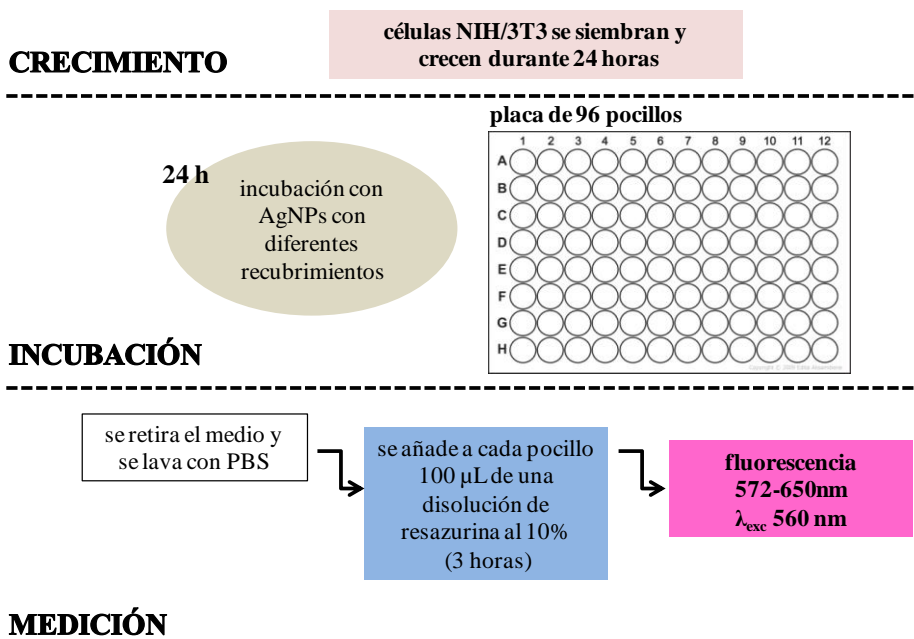 células NIH/3T3 se siembran y
crecen durante 24 horas
CRECIMIENTO
placa de 96 pocillos
1 2 3 4 5 6 7 8 9 10 11 12
A
B
C
D
E
F
G
H
24 h
incubación con
AgNPs con
diferentes
recubrimientos
INCUBACIÓN
se retira el medio y
se lava con PBS
se añade a cada pocillo
100 µL de una
disolución de
resazurina al 10%
(3 horas)
fluorescencia
572-650nm
λexc 560 nm
MEDICIÓN